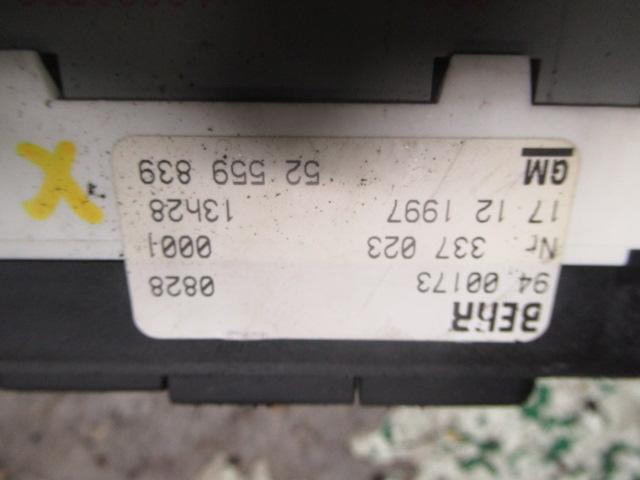 BEHR
94 00173 0828
Nr 337 023 0001
17 12 1997 13h28
GM 52 559 839
X